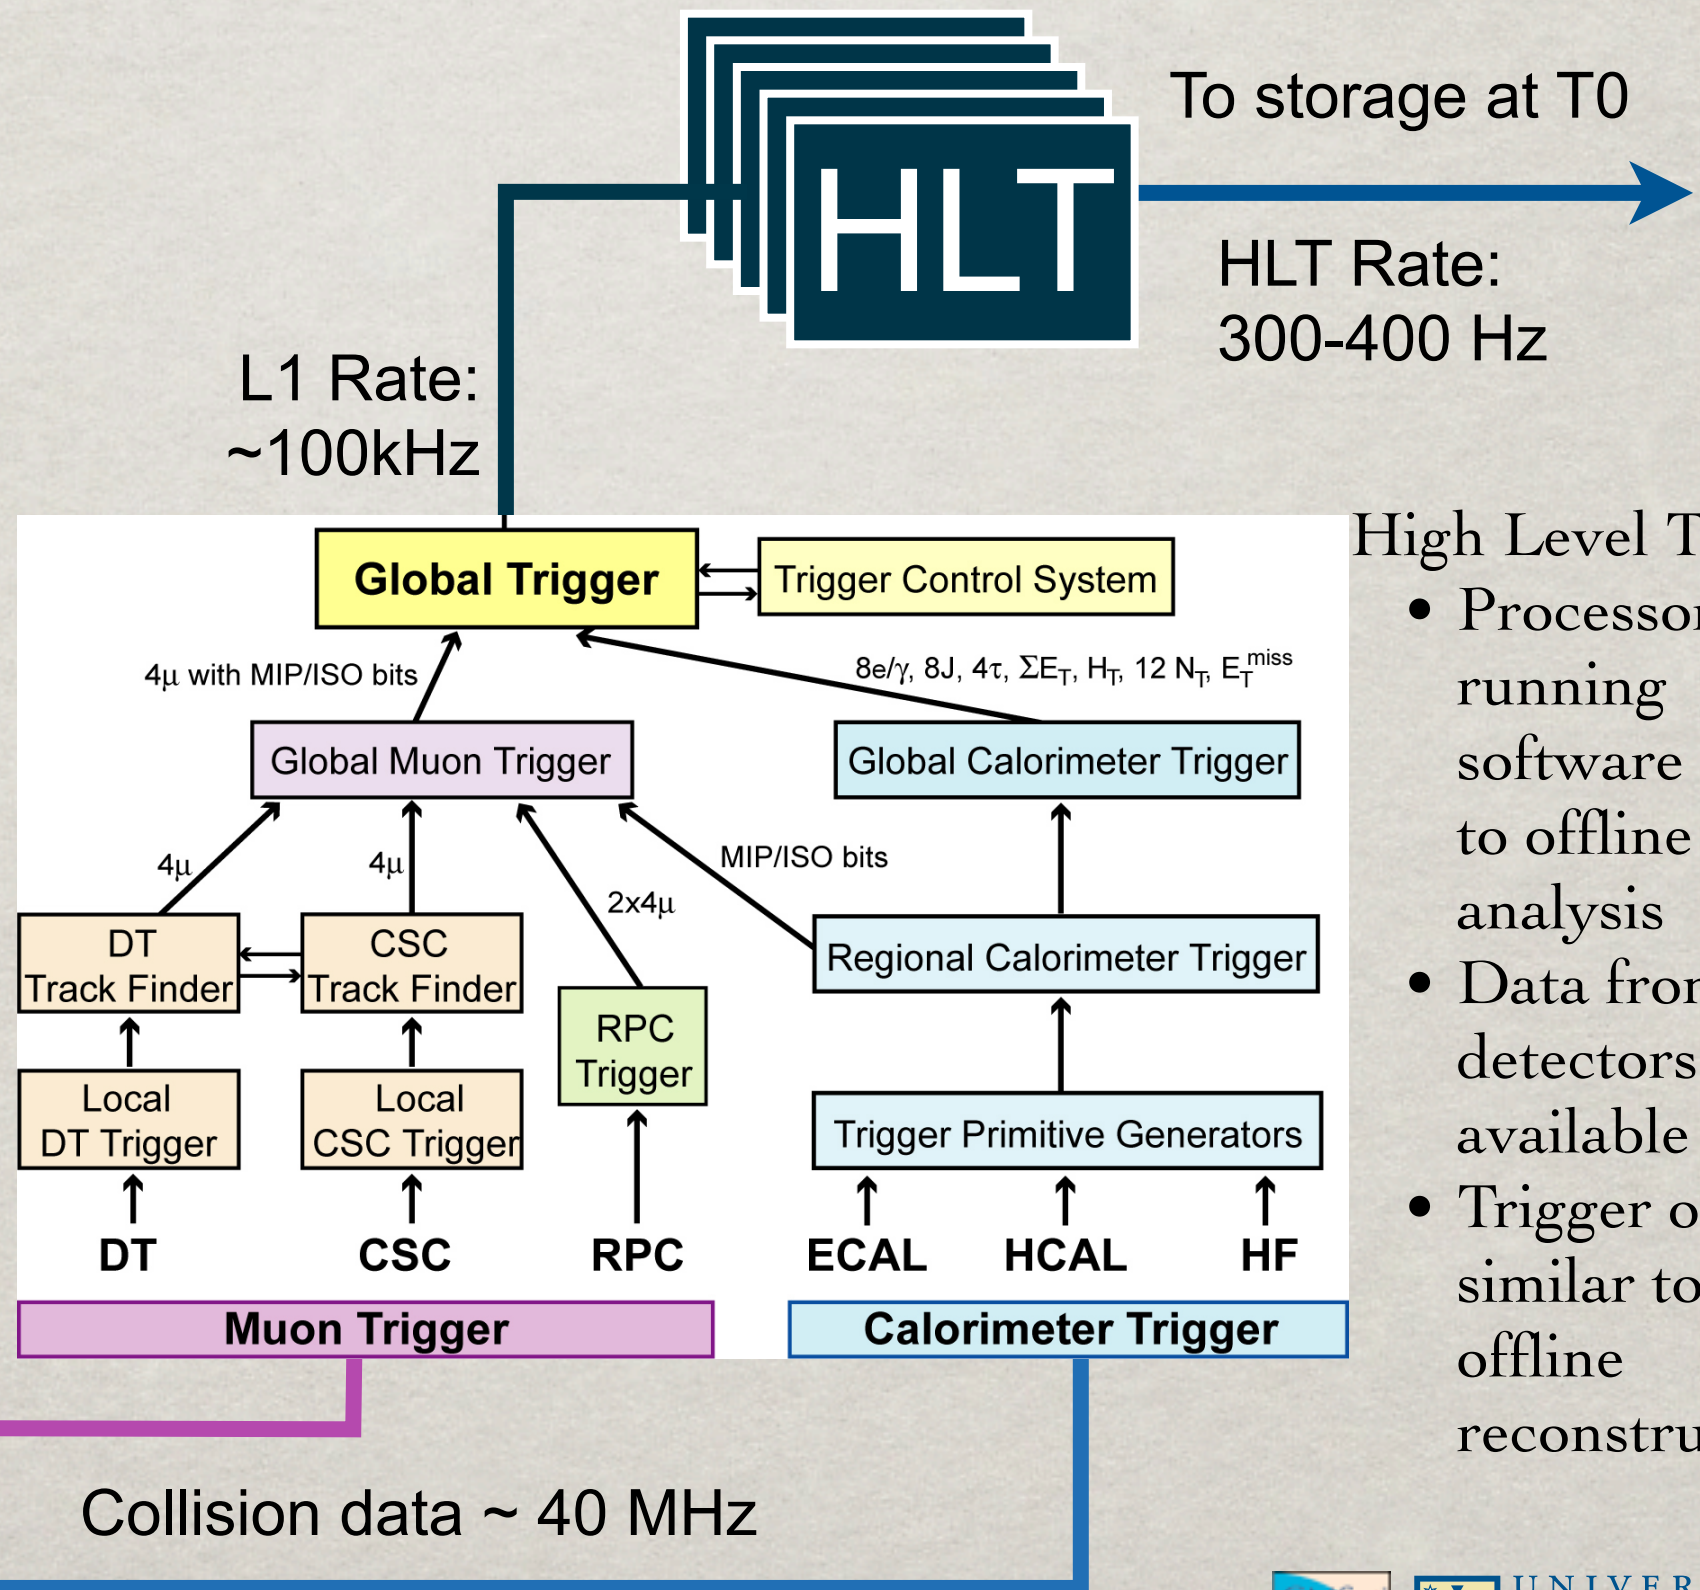 HLT
To storage at T0
HLT Rate:
300-400 Hz
L1 Rate:
~100kHz
Global Trigger
Trigger Control System
4μ with MIP/ISO bits
8e/γ, 8J, 4τ, ΣE_T, H_T, 12 N_T, E_T^miss
Global Muon Trigger
Global Calorimeter Trigger
4μ
4μ
2x4μ
MIP/ISO bits
DT
Track Finder
CSC
Track Finder
RPC
Trigger
Regional Calorimeter Trigger
Local
DT Trigger
Local
CSC Trigger
Trigger Primitive Generators
DT
CSC
RPC
ECAL
HCAL
HF
Muon Trigger
Calorimeter Trigger
Collision data ~ 40 MHz
High Level
• Processor
running
software
to offline
analysis
• Data
detectors
available
• Trigger
similar to
offline